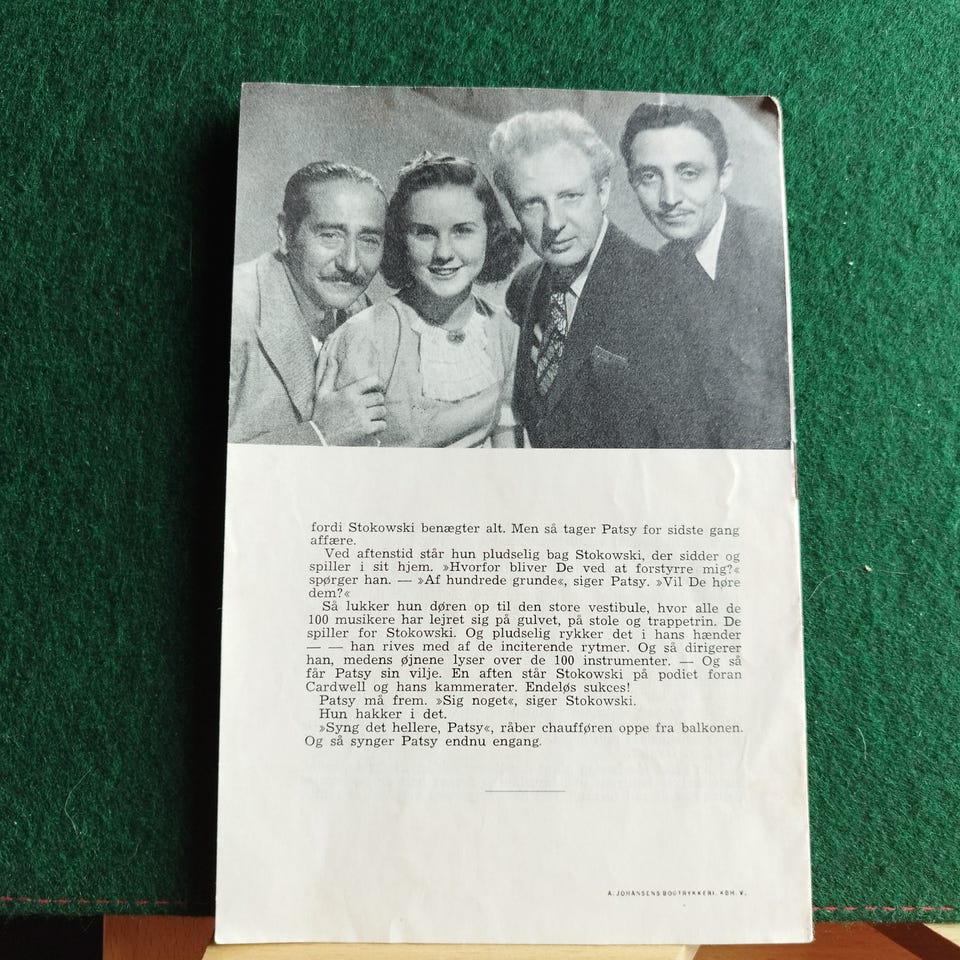 fordi Stokowski benægter alt. Men så tager Patsy for sidste gang
affære.
Ved aftenstid står hun pludselig bag Stokowski, der sidder og
spiller i sit hjem. »Hvorfor bliver De ved at forstyrre mig?«
spørger han. — »Af hundrede grunde«, siger Patsy. »Vil De høre
dem?«
Så lukker hun døren op til den store vestibule, hvor alle de
100 musikere har lejret sig på gulvet, på stole og trappetrin. De
spiller for Stokowski. Og pludselig rykker det i hans hænder
— — han rives med af de inciterende rytmer. Og så dirigerer
han, medens øjnene lyser over de 100 instrumenter. — Og så
får Patsy sin vilje. En aften står Stokowski på podiet foran
Cardwell og hans kammerater. Endeløs sukces!
Patsy må frem. »Sig noget«, siger Stokowski.
Hun hakker i det.
»Syng det hellere, Patsy«, råber chaufføren oppe fra balkonen.
Og så synger Patsy endnu engang.
A. JOHANSENS BOGTRYKKERI. KBH. V.